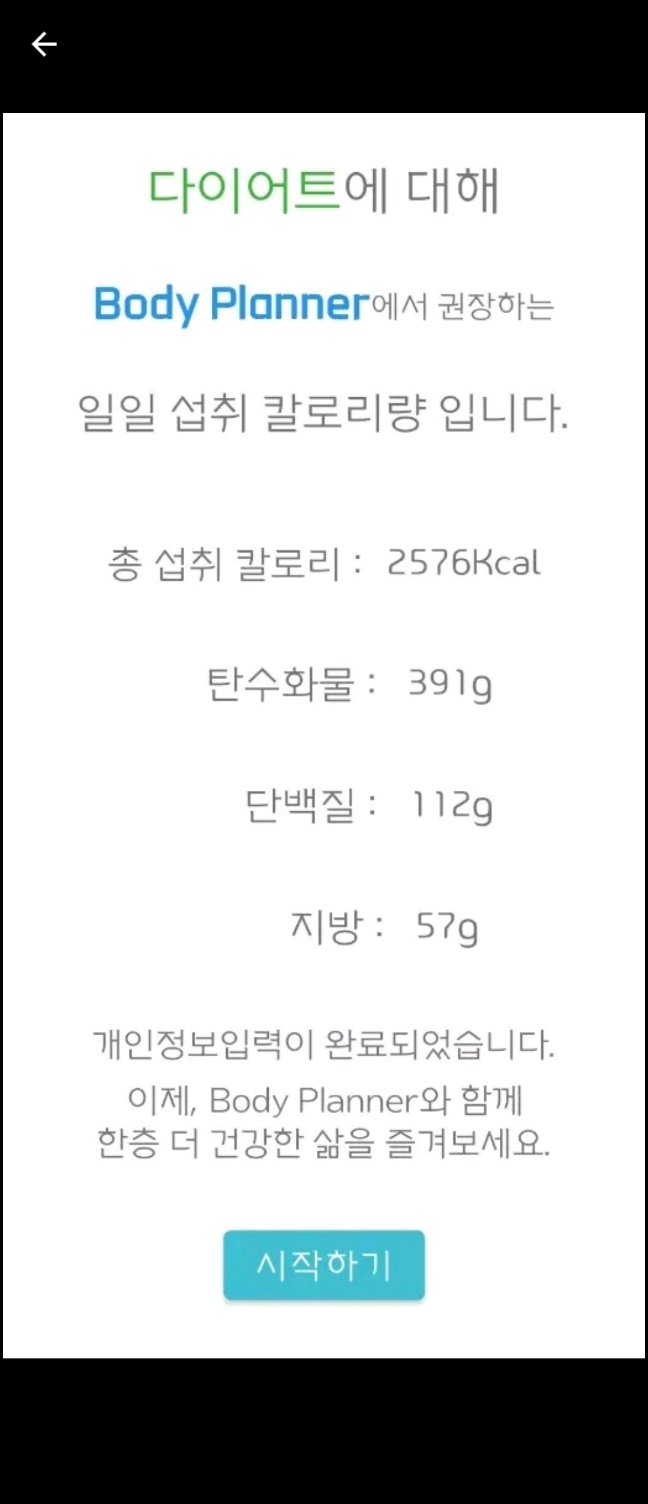 다이어트에 대해
Body Planner에서 권장하는
일일 섭취 칼로리량 입니다.
총 섭취 칼로리 : 2576Kcal
탄수화물 : 391g
단백질 : 112g
지방 : 57g
개인정보입력이 완료되었습니다.
이제, Body Planner와 함께
한층 더 건강한 삶을 즐겨보세요.
시작하기